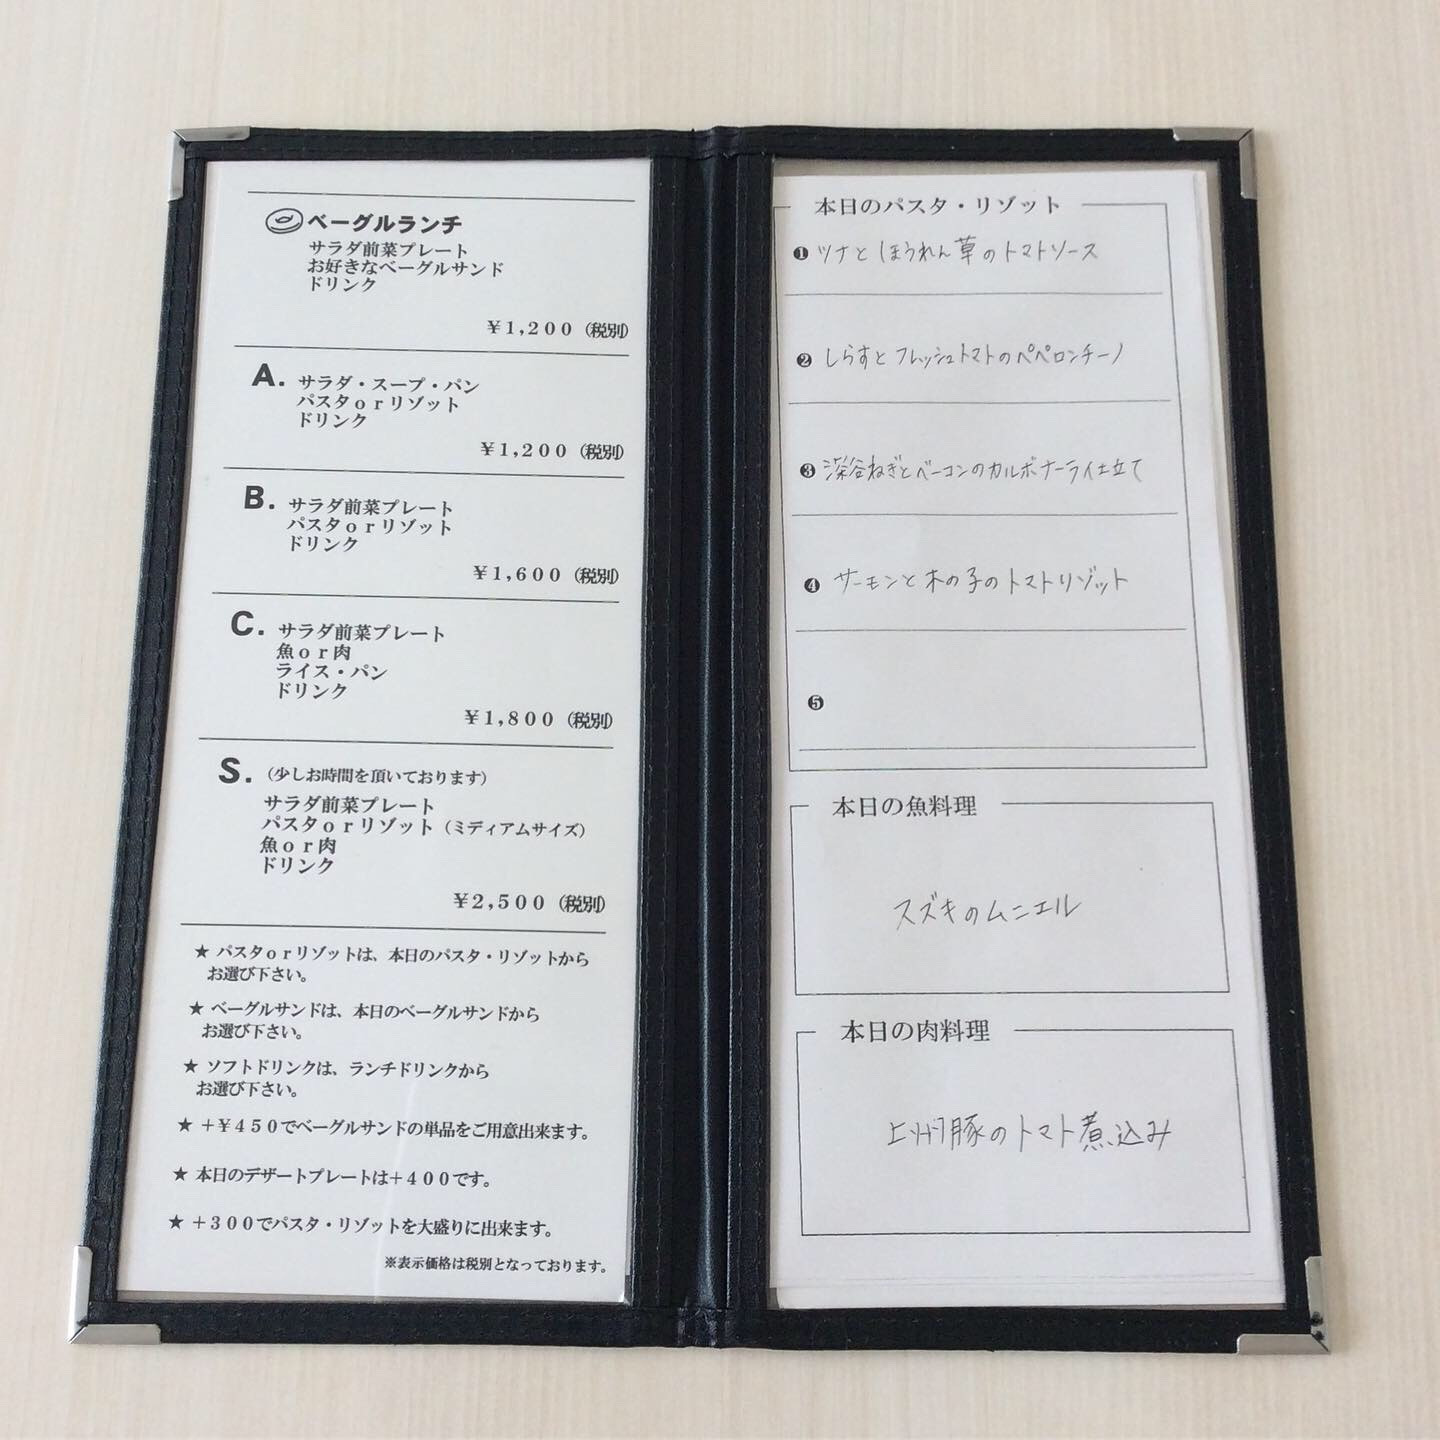 ベーグルランチ
サラダ前菜プレート
お好きなベーグルサンド
ドリンク
¥1,200（税別）
A. サラダ・スープ・パン
パスタorリゾット
ドリンク
¥1,200（税別）
B. サラダ前菜プレート
パスタorリゾット
ドリンク
¥1,600（税別）
C. サラダ前菜プレート
魚or肉
ライス・パン
ドリンク
¥1,800（税別）
S.（少しお時間を頂いております）
サラダ前菜プレート
パスタorリゾット（ミディアムサイズ）
魚or肉
ドリンク
¥2,500（税別）
★ パスタorリゾットは、本日のパスタ・リゾットから
お選び下さい。
★ ベーグルサンドは、本日のベーグルサンドから
お選び下さい。
★ ソフトドリンクは、ランチドリンクから
お選び下さい。
★ +¥450でベーグルサンドの単品をご用意出来ます。
★ 本日のデザートプレートは+400です。
★ +300でパスタ・リゾットを大盛りに出来ます。
※表示価格は税別となっております。
本日のパスタ・リゾット
❶ ツナとほうれん草のトマトソース
❷ しらすとフレッシュトマトのペペロンチーノ
❸ 深谷ねぎとベーコンのカルボナーラ仕立て
❹ サーモンと木の子のトマトリゾット
❺
本日の魚料理
スズキのムニエル
本日の肉料理
上州豚のトマト煮込み